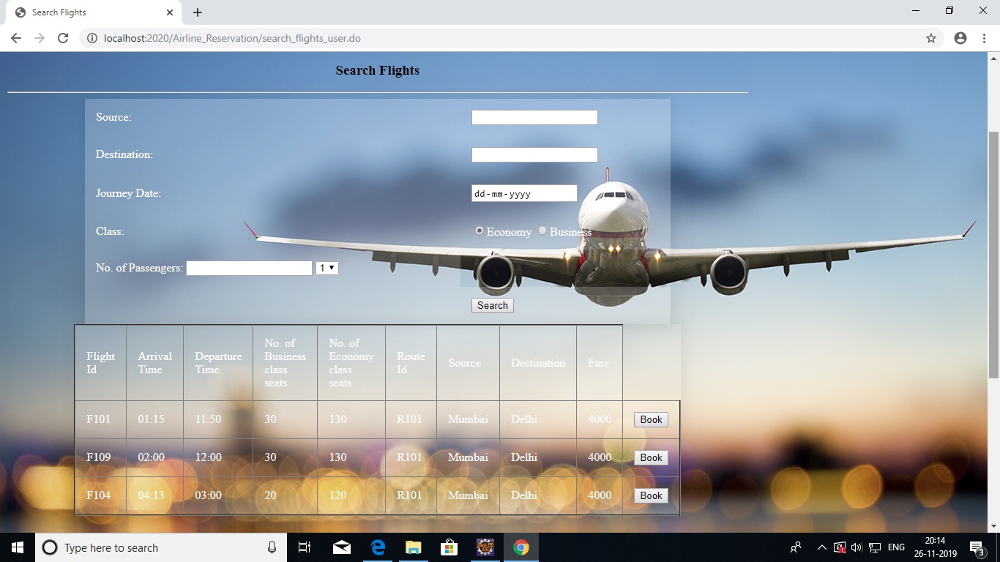 Search Flights
localhost:2020/Airline_Reservation/search_flights_user.do
Search Flights
Source:
Destination:
Journey Date: dd-mm-yyyy
Class: Economy Business
No. of Passengers: 1
Search
Flight Id Arrival Time Departure Time No. of Business class seats No. of Economy class seats Route Id Source Destination Fare
F101 01:15 11:50 30 130 R101 Mumbai Delhi 4000 Book
F109 02:00 12:00 30 130 R101 Mumbai Delhi 4000 Book
F104 04:13 03:00 20 120 R101 Mumbai Delhi 4000 Book
Type here to search
ENG
20:14
26-11-2019
3